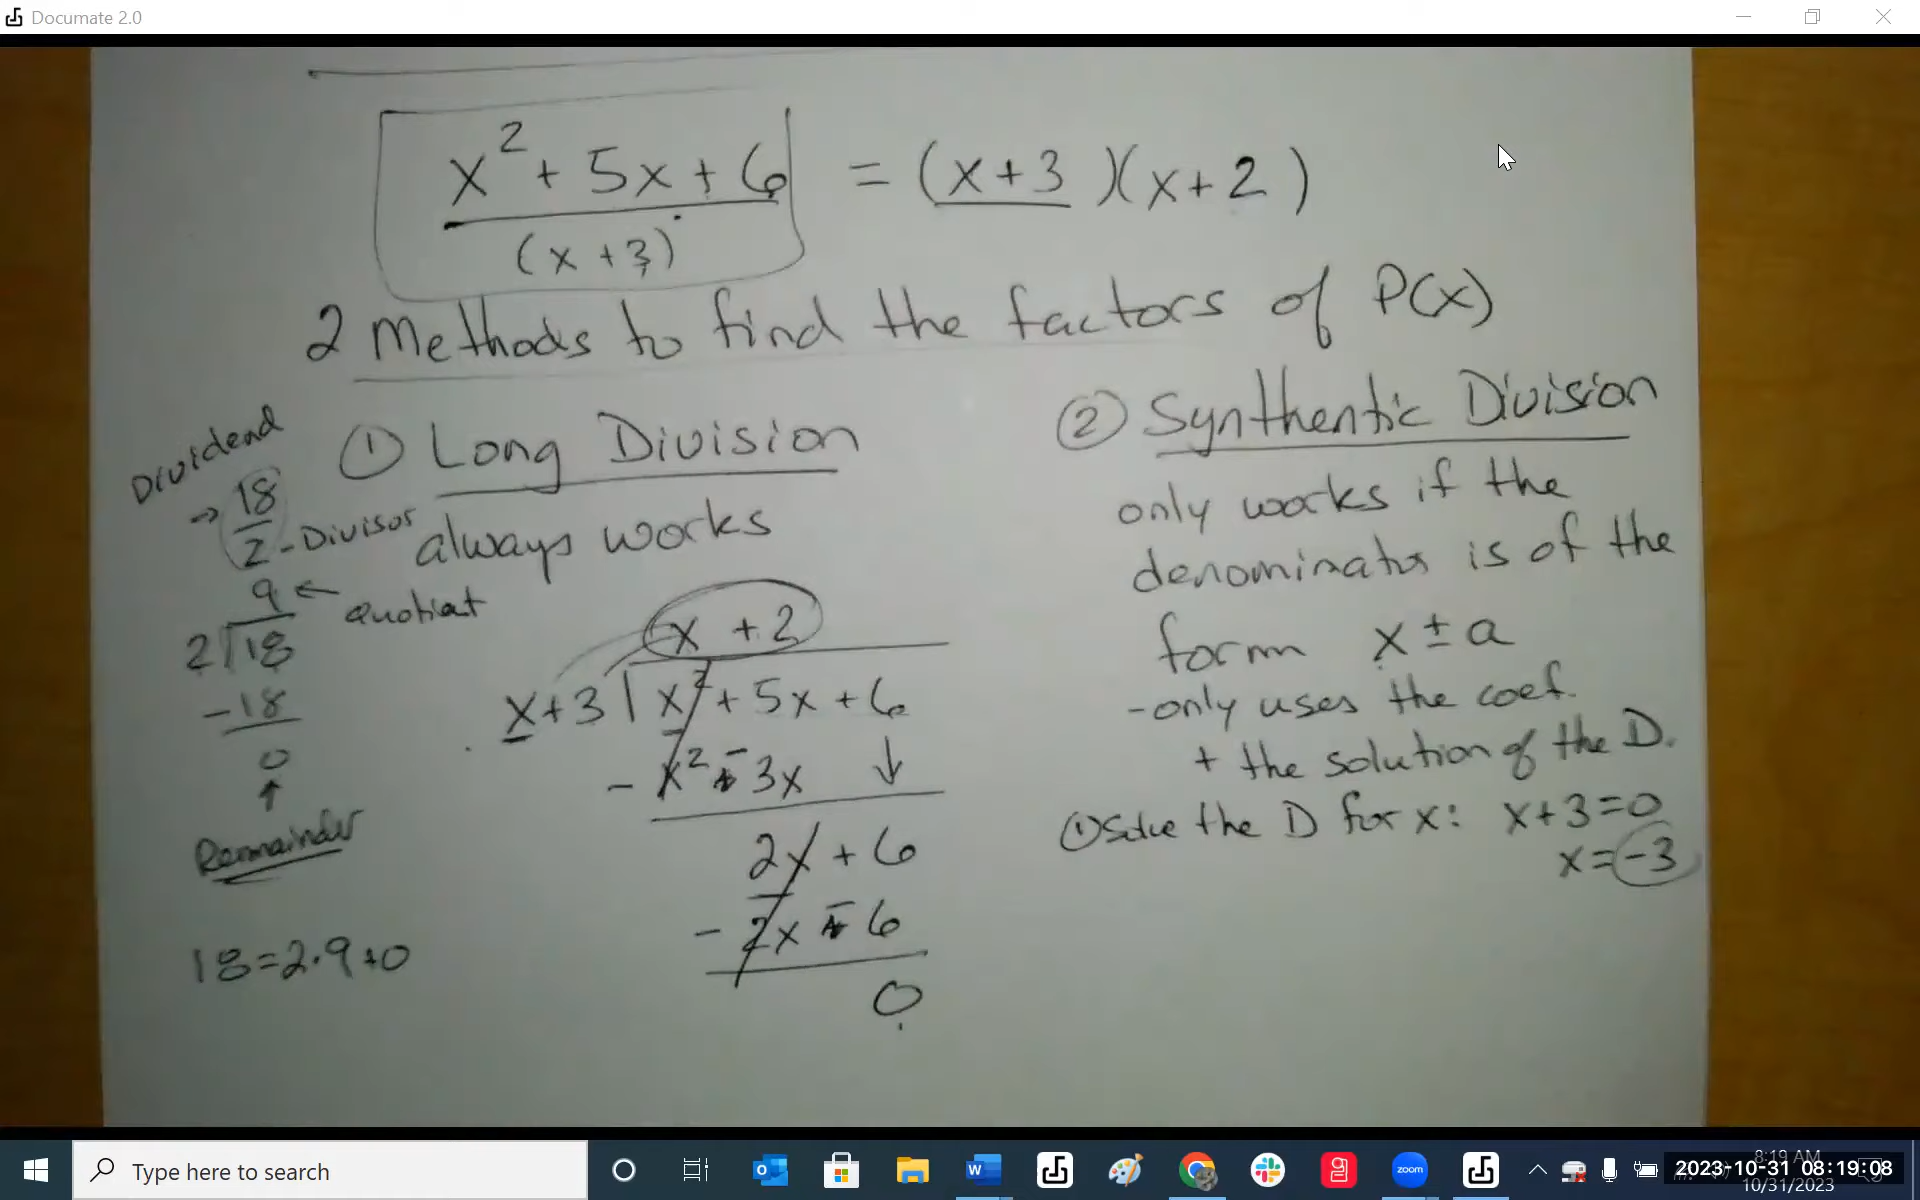 Documate 2.0
x² + 5x + 6 = (x+3)(x+2)
(x+3)
2 Methods to find the factors of P(x)
Dividend
→ 18
2 - Divisor
9 ← Quotient
2 18
-18
0
↑
Remainder
18=2·9+0
① Long Division
always works
x + 2
x+3 x² + 5x + 6
- x² + 3x ↓
2x + 6
- 2x + 6
0
② Synthentic Division
only works if the
denominator is of the
form x ± a
- only uses the coef.
+ the solution of the D.
① Solve the D for x: x+3=0
x=-3
Type here to search
zoom
8:19 AM
2023-10-31 08:19:08
10/31/2023